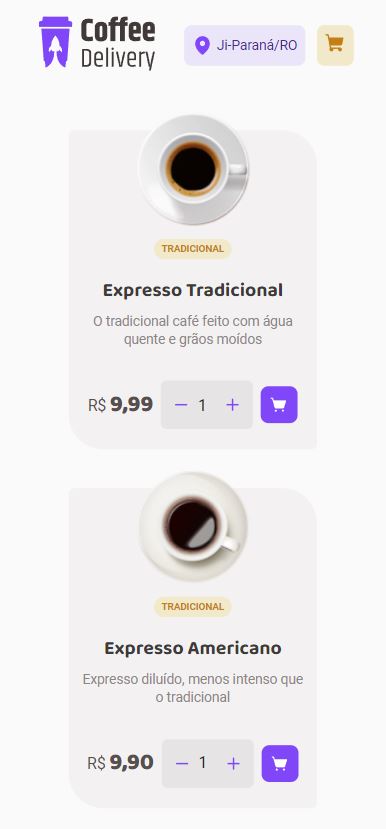 Coffee
Delivery
Ji-Paraná/RO
TRADICIONAL
Expresso Tradicional
O tradicional café feito com água
quente e grãos moídos
R$ 9,99
1
TRADICIONAL
Expresso Americano
Expresso diluído, menos intenso que
o tradicional
R$ 9,90
1